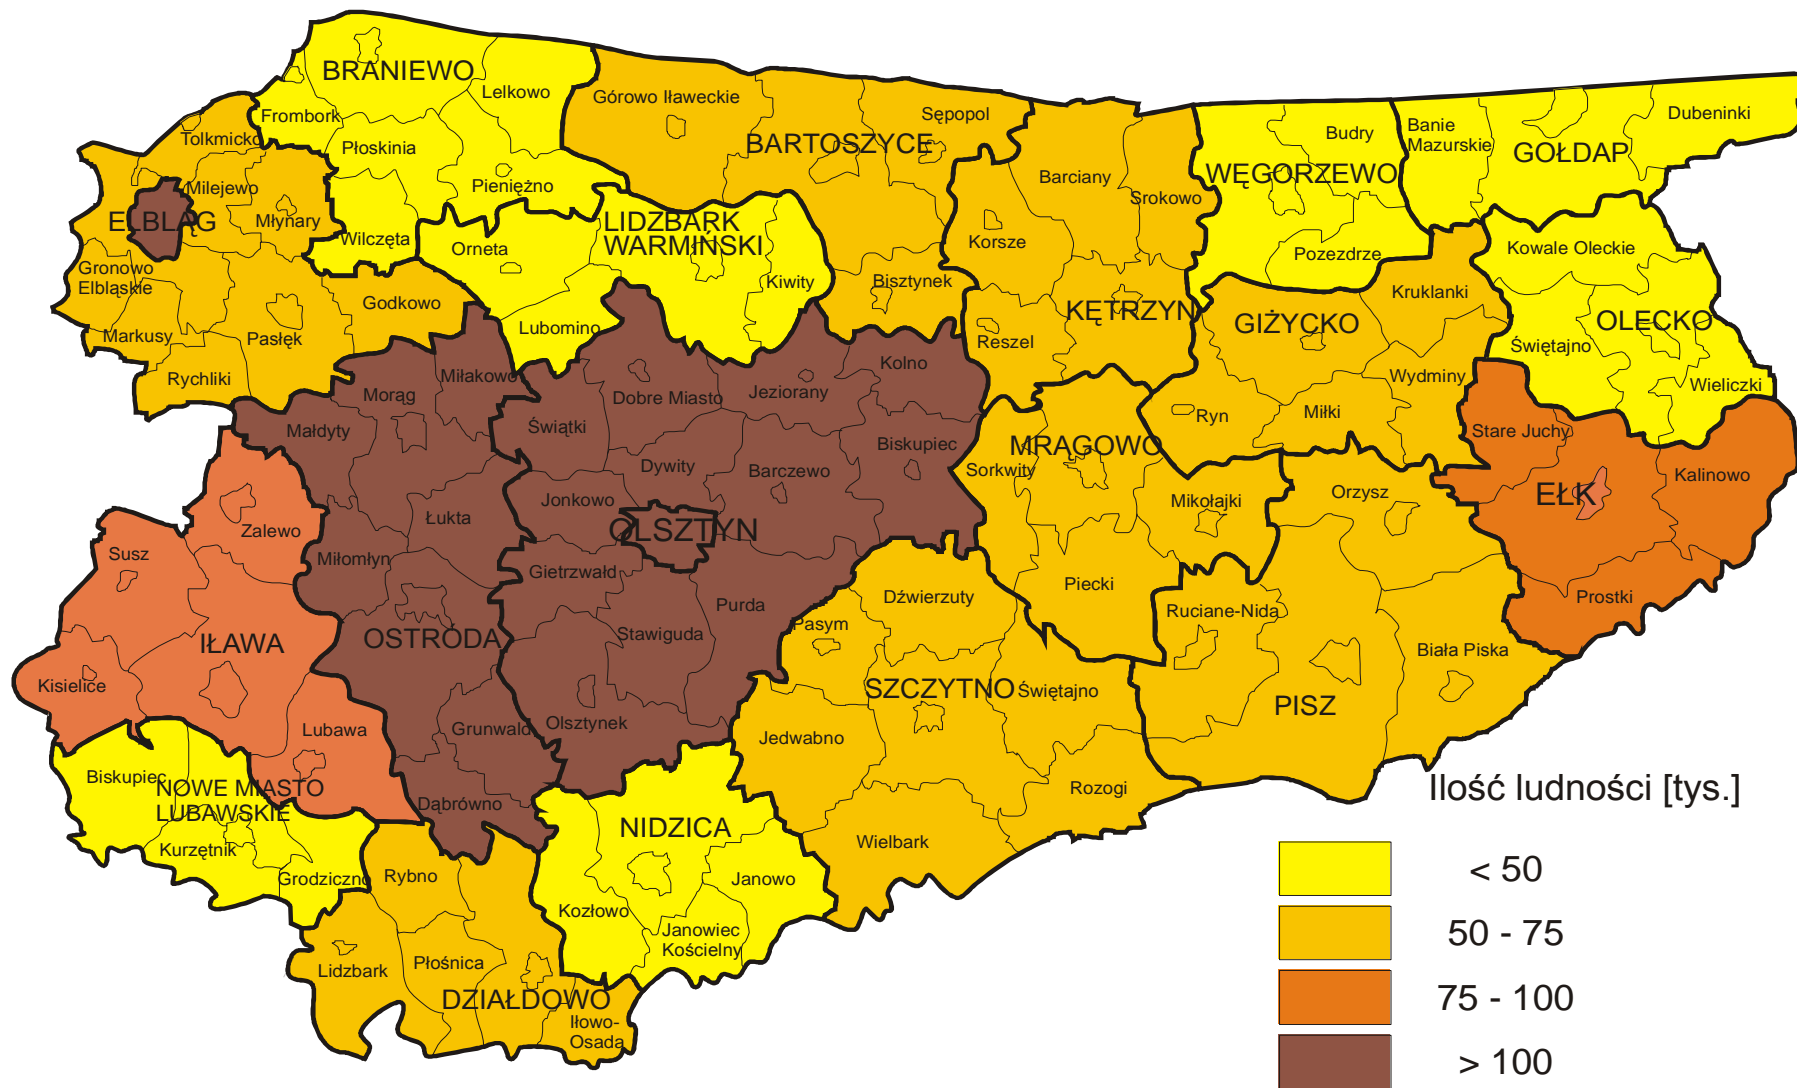 BRANIEWO
Lelkowo
Frombork
Płoskinia
Pieniężno
Wilczęta
Górowo Iławeckie
Sępopol
BARTOSZYCE
Bisztynek
Tolkmicko
Milejewo
Młynary
ELBLĄG
Gronowo
Elbląskie
Markusy
Pasłęk
Godkowo
Rychliki
LIDZBARK
WARMIŃSKI
Orneta
Kiwity
Lubomino
Barciany
Srokowo
Korsze
KĘTRZYN
Reszel
Budry
WĘGORZEWO
Pozezdrze
Banie
Mazurskie
GOŁDAP
Dubeninki
Kowale Oleckie
OLECKO
Świętajno
Wieliczki
Kruklanki
GIŻYCKO
Wydminy
Ryn
Miłki
Miłakowo
Morąg
Małdyty
Łukta
Miłomłyn
OSTRÓDA
Grunwald
Dąbrówno
Kolno
Dobre Miasto
Jeziorany
Świątki
Biskupiec
Dywity
Barczewo
Jonkowo
OLSZTYN
Gietrzwałd
Purda
Stawiguda
Olsztynek
MRĄGOWO
Sorkwity
Mikołajki
Piecki
Stare Juchy
Kalinowo
EŁK
Prostki
Orzysz
Ruciane-Nida
Biała Piska
PISZ
Zalewo
Susz
IŁAWA
Kisielice
Lubawa
Dźwierzuty
Pasym
SZCZYTNO
Świętajno
Jedwabno
Rozogi
Wielbark
Biskupiec
NOWE MIASTO
LUBAWSKIE
Kurzętnik
Grodziczno
NIDZICA
Janowo
Kozłowo
Janowiec
Kościelny
Rybno
Lidzbark
Płośnica
DZIAŁDOWO
Iłowo-
Osada
Ilość ludności [tys.]
< 50
50 - 75
75 - 100
> 100